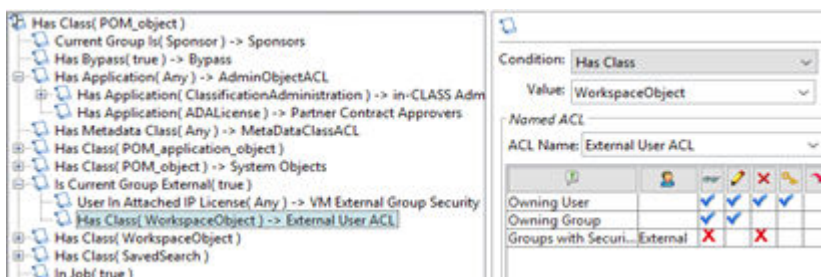 Has Class( POM_object )
Current Group Is( Sponsor ) -> Sponsors
Has Bypass( true ) -> Bypass
Has Application( Any ) -> AdminObjectACL
Has Application( ClassificationAdministration ) -> in-CLASS Adm
Has Application( ADALicense ) -> Partner Contract Approvers
Has Metadata Class( Any ) -> MetaDataClassACL
Has Class( POM_application_object )
Has Class( POM_object ) -> System Objects
Is Current Group External( true )
User In Attached IP License( Any ) -> VM External Group Security
Has Class( WorkspaceObject ) -> External User ACL
Has Class( WorkspaceObject )
Has Class( SavedSearch )
In Job( true )
Condition: Has Class
Value: WorkspaceObject
Named ACL
ACL Name: External User ACL
Owning User
Owning Group
Groups with Securi... External